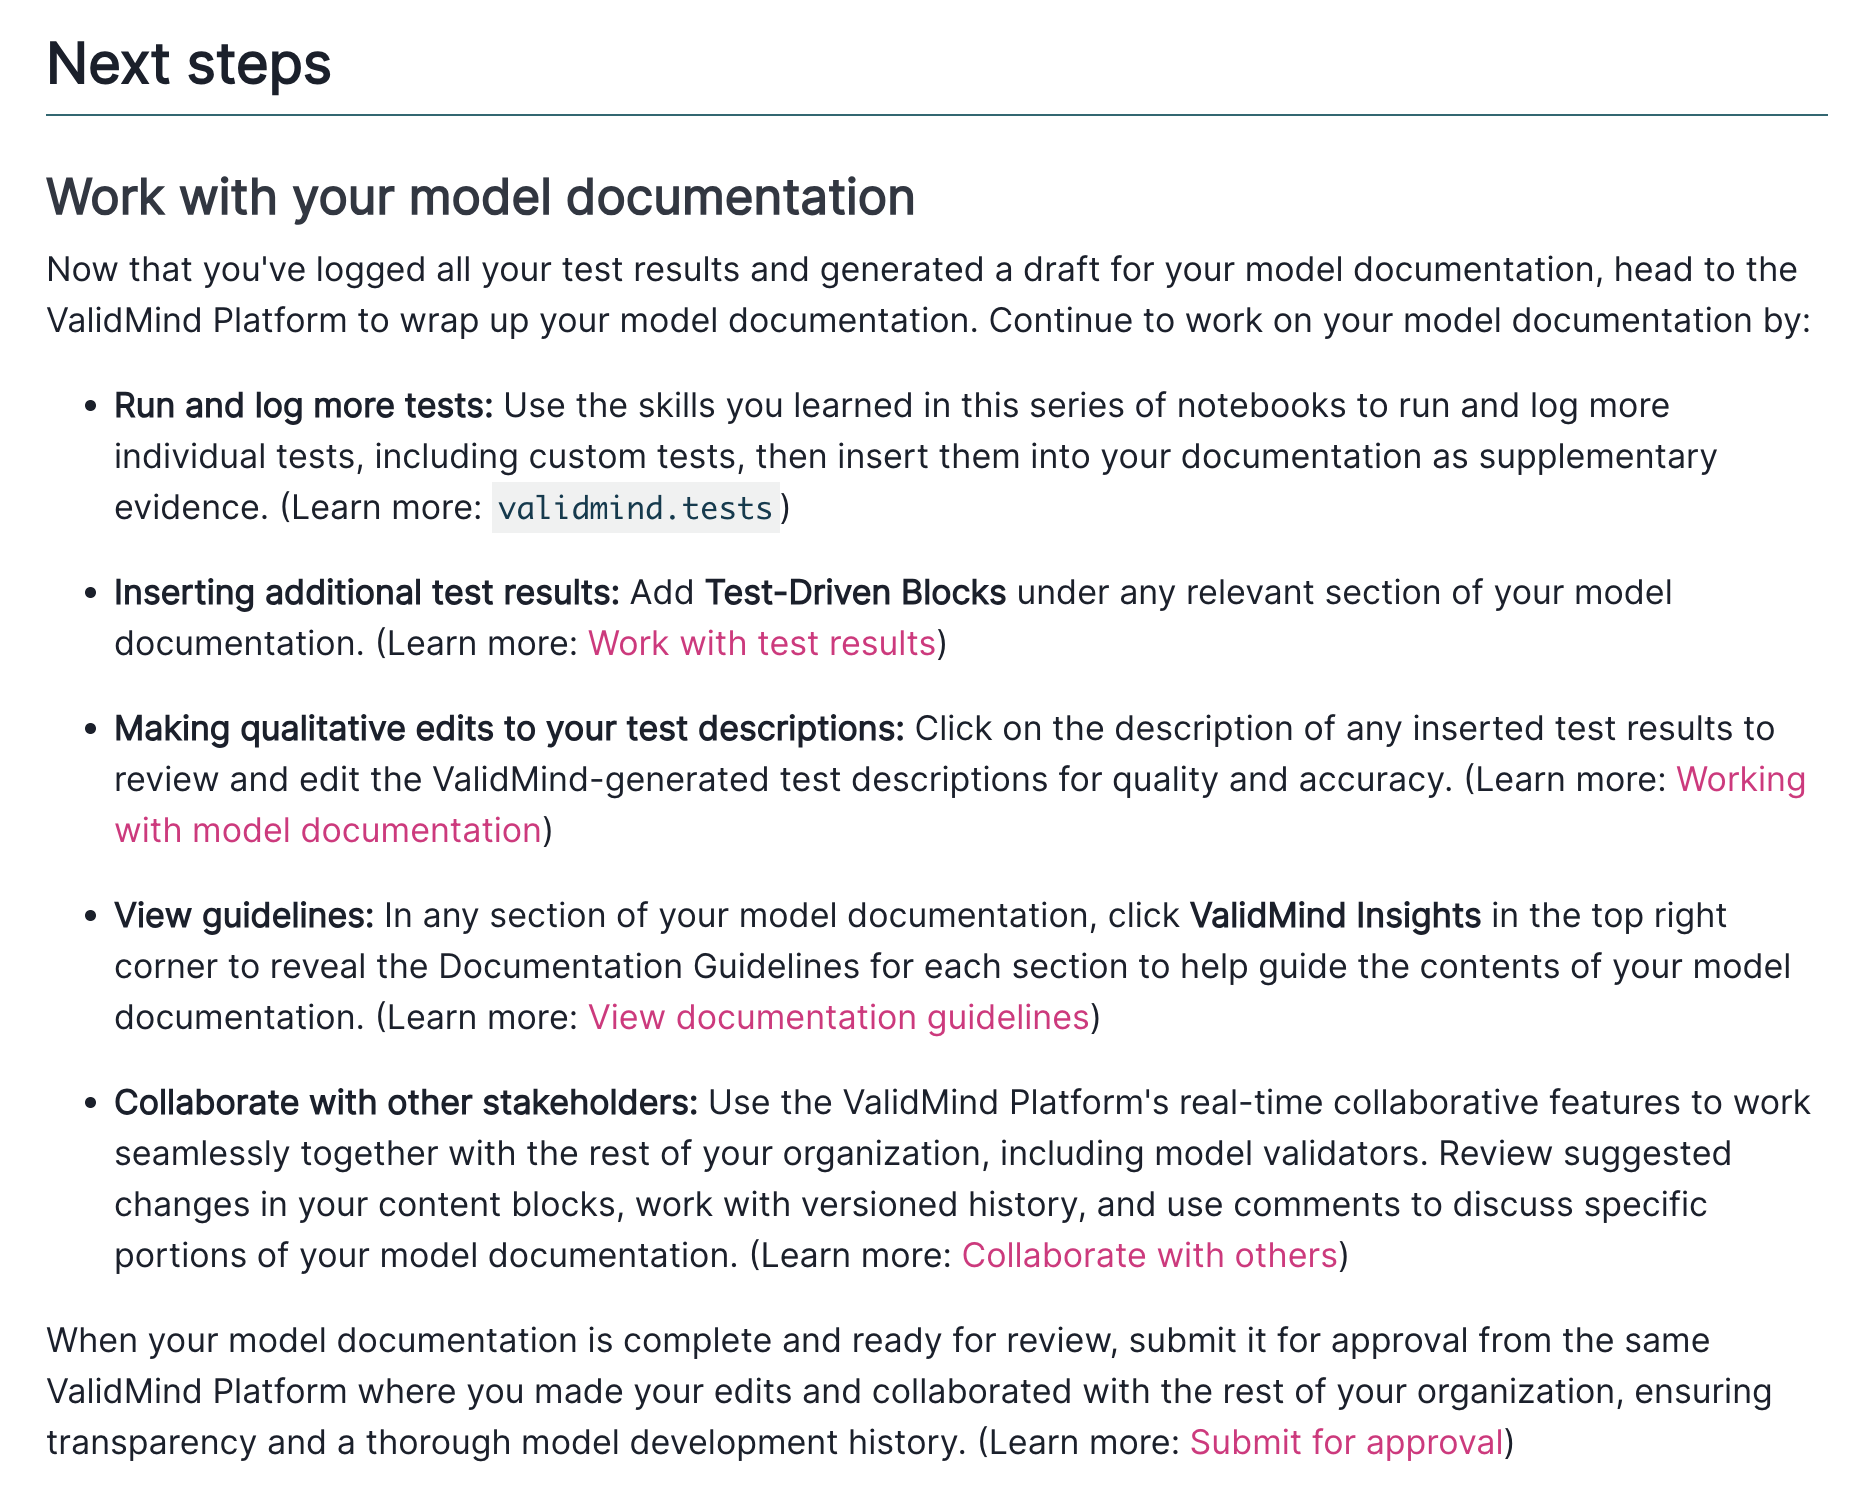 Next steps
Work with your model documentation
Now that you've logged all your test results and generated a draft for your model documentation, head to the
ValidMind Platform to wrap up your model documentation. Continue to work on your model documentation by:
• Run and log more tests: Use the skills you learned in this series of notebooks to run and log more
individual tests, including custom tests, then insert them into your documentation as supplementary
evidence. (Learn more: validmind.tests)
• Inserting additional test results: Add Test-Driven Blocks under any relevant section of your model
documentation. (Learn more: Work with test results)
• Making qualitative edits to your test descriptions: Click on the description of any inserted test results to
review and edit the ValidMind-generated test descriptions for quality and accuracy. (Learn more: Working
with model documentation)
• View guidelines: In any section of your model documentation, click ValidMind Insights in the top right
corner to reveal the Documentation Guidelines for each section to help guide the contents of your model
documentation. (Learn more: View documentation guidelines)
• Collaborate with other stakeholders: Use the ValidMind Platform's real-time collaborative features to work
seamlessly together with the rest of your organization, including model validators. Review suggested
changes in your content blocks, work with versioned history, and use comments to discuss specific
portions of your model documentation. (Learn more: Collaborate with others)
When your model documentation is complete and ready for review, submit it for approval from the same
ValidMind Platform where you made your edits and collaborated with the rest of your organization, ensuring
transparency and a thorough model development history. (Learn more: Submit for approval)